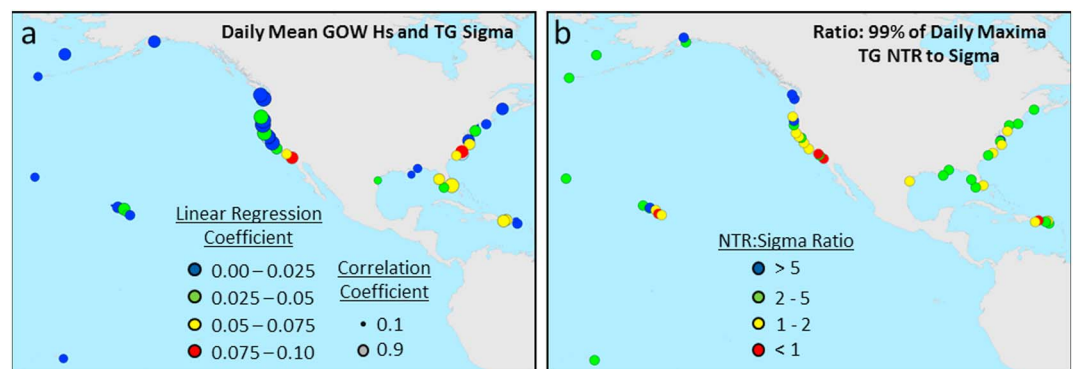 a
Daily Mean GOW Hs and TG Sigma
Linear Regression
Coefficient
0.00 – 0.025
0.025 – 0.05
0.05 – 0.075
0.075 – 0.10
Correlation
Coefficient
0.1
0.9
b
Ratio: 99% of Daily Maxima
TG NTR to Sigma
NTR:Sigma Ratio
> 5
2 - 5
1 - 2
< 1